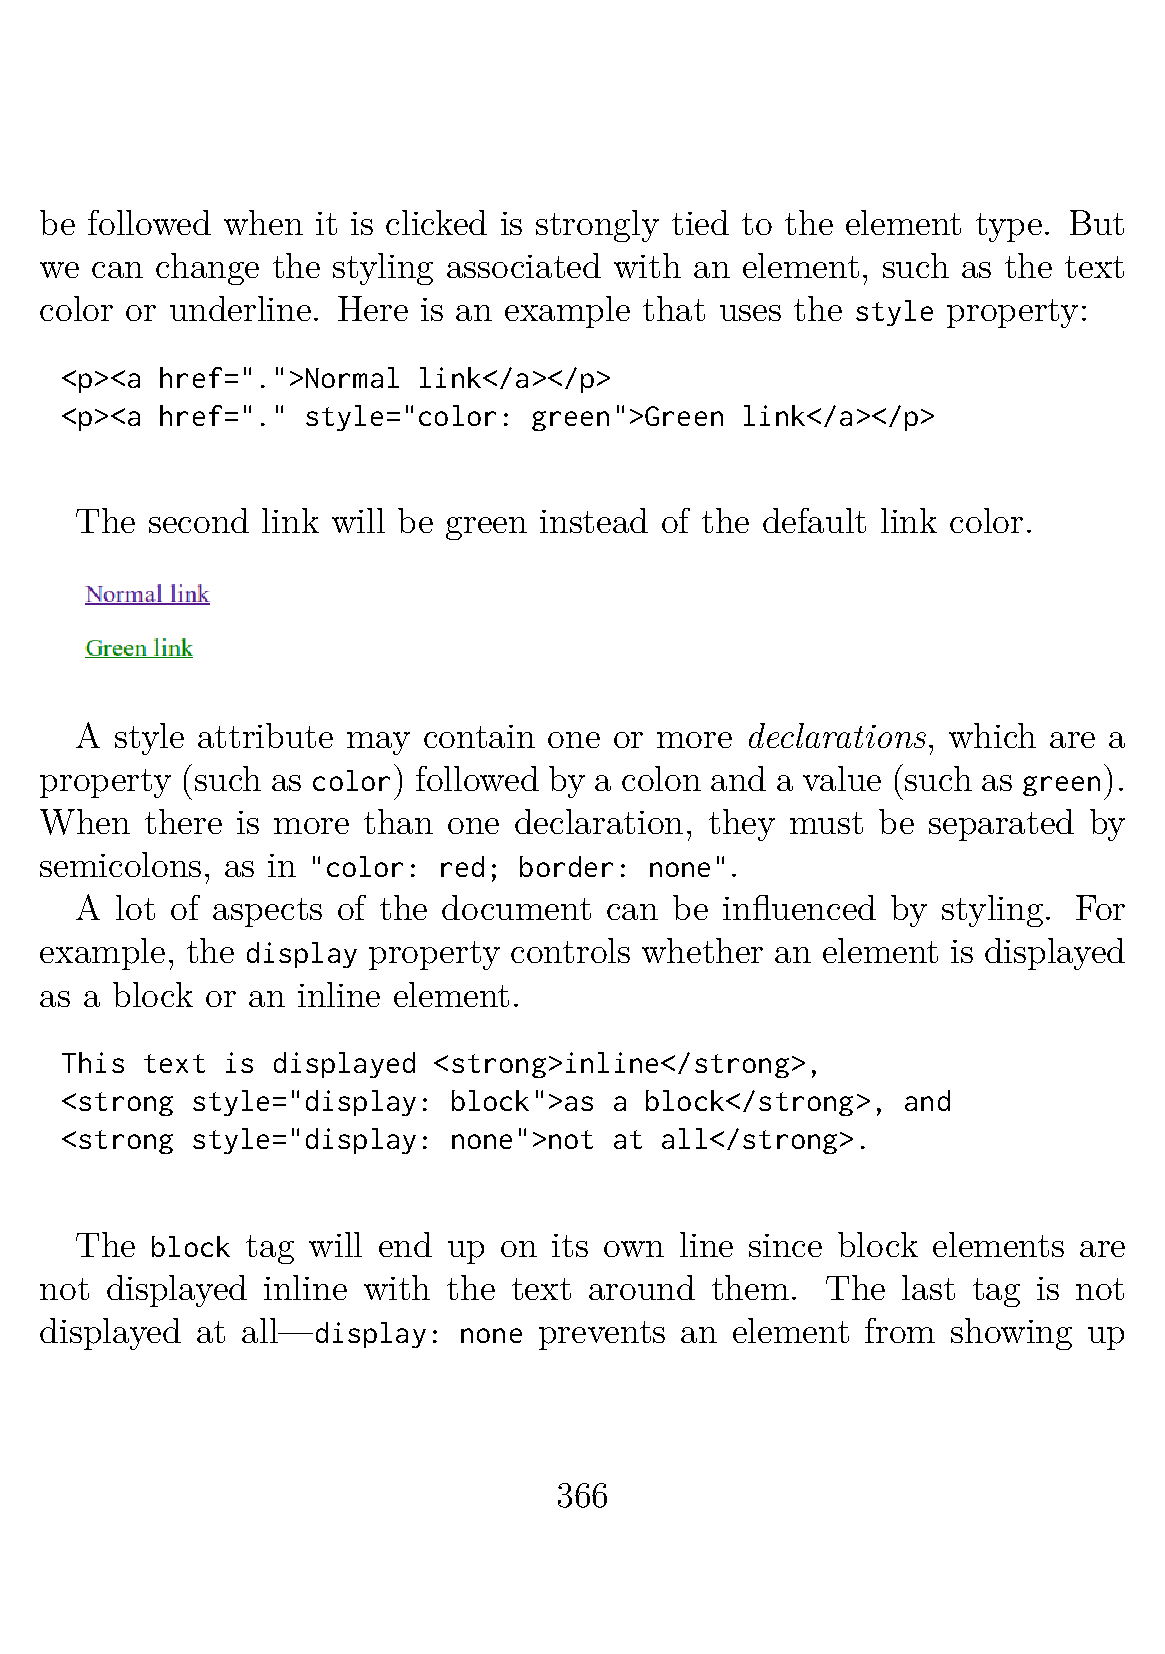 be followed when it is clicked is strongly tied to the element type. But
we can change the styling associated with an element, such as the text
color or underline. Here is an example that uses the style property:
<p><a href=".">Normal link</a></p>
<p><a href="." style="color: green">Green link</a></p>
The second link will be green instead of the default link color.
Normal link
Green link
A style attribute may contain one or more declarations, which are a
property (such as color) followed by a colon and a value (such as green).
When there is more than one declaration, they must be separated by
semicolons, as in "color: red; border: none".
A lot of aspects of the document can be influenced by styling. For
example, the display property controls whether an element is displayed
as a block or an inline element.
This text is displayed <strong>inline</strong>,
<strong style="display: block">as a block</strong>, and
<strong style="display: none">not at all</strong>.
The block tag will end up on its own line since block elements are
not displayed inline with the text around them. The last tag is not
displayed at all—display: none prevents an element from showing up
366